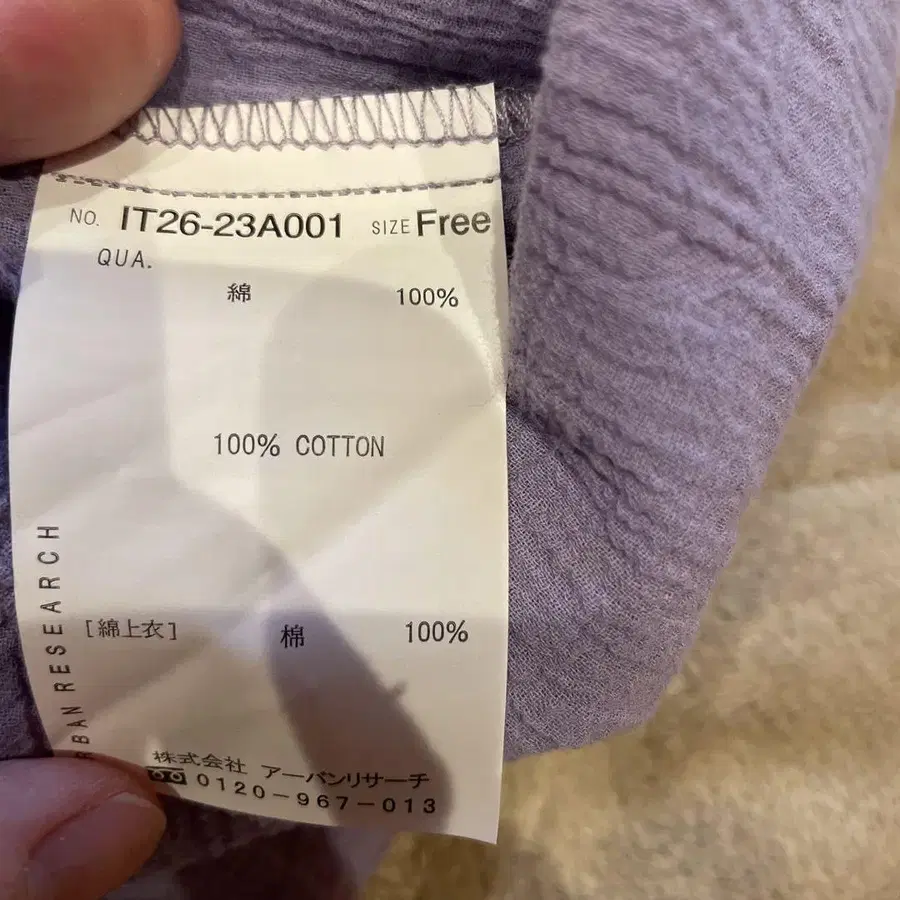 NO. IT26-23A001 SIZE Free
QUA.
綿 100%
100% COTTON
[綿上衣] 棉 100%
RBAN RESEARCH
株式会社 アーバンリサーチ
0120-967-013